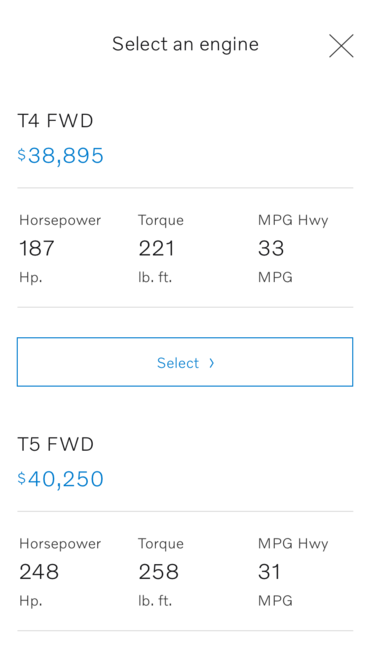 Select an engine
T4 FWD
$38,895
Horsepower Torque MPG Hwy
187 221 33
Hp. lb. ft. MPG
Select ›
T5 FWD
$40,250
Horsepower Torque MPG Hwy
248 258 31
Hp. lb. ft. MPG